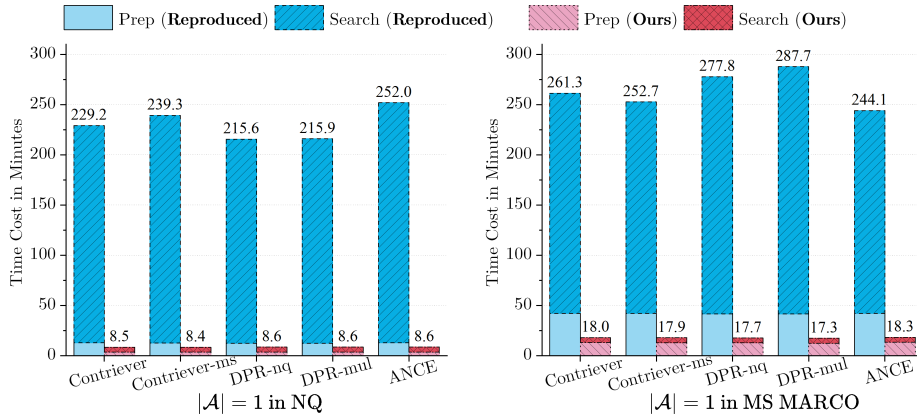 Prep (Reproduced) Search (Reproduced) Prep (Ours) Search (Ours)
Time Cost in Minutes
300
250
200
150
100
50
0
229.2
239.3
215.6
215.9
252.0
8.5
8.4
8.6
8.6
8.6
Contriever
Contriever-ms
DPR-nq
DPR-mul
ANCE
|𝒜| = 1 in NQ
Time Cost in Minutes
300
250
200
150
100
50
0
261.3
252.7
277.8
287.7
244.1
18.0
17.9
17.7
17.3
18.3
Contriever
Contriever-ms
DPR-nq
DPR-mul
ANCE
|𝒜| = 1 in MS MARCO